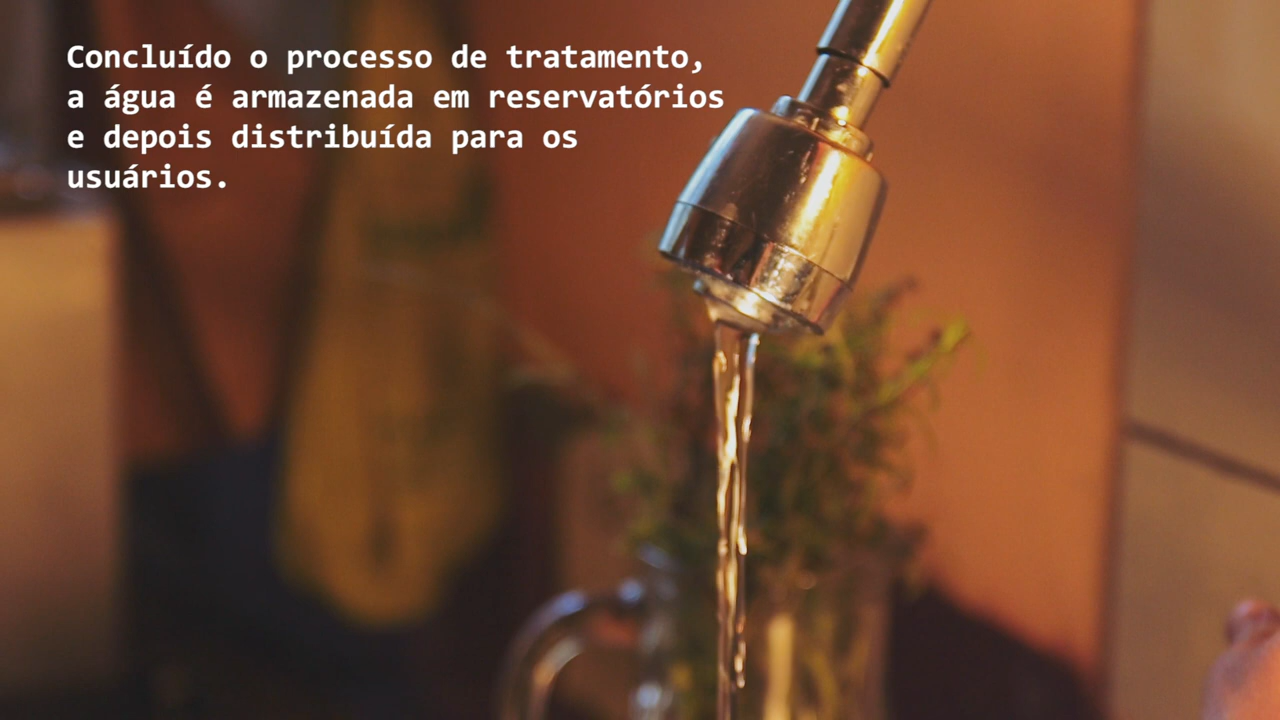 Concluído o processo de tratamento,
a água é armazenada em reservatórios
e depois distribuída para os
usuários.